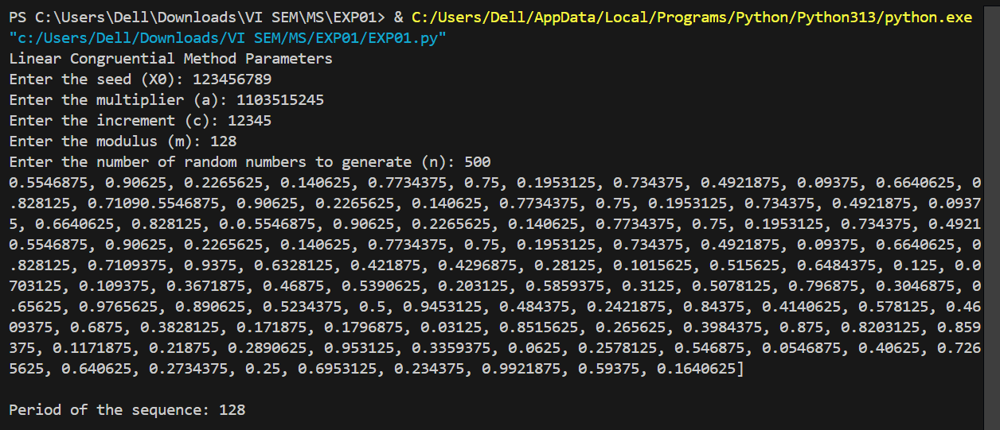 PS C:\Users\Dell\Downloads\VI SEM\MS\EXP01> & C:/Users/Dell/AppData/Local/Programs/Python/Python313/python.exe
"c:/Users/Dell/Downloads/VI SEM/MS/EXP01/EXP01.py"
Linear Congruential Method Parameters
Enter the seed (X0): 123456789
Enter the multiplier (a): 1103515245
Enter the increment (c): 12345
Enter the modulus (m): 128
Enter the number of random numbers to generate (n): 500
0.5546875, 0.90625, 0.2265625, 0.140625, 0.7734375, 0.75, 0.1953125, 0.734375, 0.4921875, 0.09375, 0.6640625, 0
.828125, 0.71090.5546875, 0.90625, 0.2265625, 0.140625, 0.7734375, 0.75, 0.1953125, 0.734375, 0.4921875, 0.0937
5, 0.6640625, 0.828125, 0.0.5546875, 0.90625, 0.2265625, 0.140625, 0.7734375, 0.75, 0.1953125, 0.734375, 0.4921
0.5546875, 0.90625, 0.2265625, 0.140625, 0.7734375, 0.75, 0.1953125, 0.734375, 0.4921875, 0.09375, 0.6640625, 0
.828125, 0.7109375, 0.9375, 0.6328125, 0.421875, 0.4296875, 0.28125, 0.1015625, 0.515625, 0.6484375, 0.125, 0.0
703125, 0.109375, 0.3671875, 0.46875, 0.5390625, 0.203125, 0.5859375, 0.3125, 0.5078125, 0.796875, 0.3046875, 0
.65625, 0.9765625, 0.890625, 0.5234375, 0.5, 0.9453125, 0.484375, 0.2421875, 0.84375, 0.4140625, 0.578125, 0.46
09375, 0.6875, 0.3828125, 0.171875, 0.1796875, 0.03125, 0.8515625, 0.265625, 0.3984375, 0.875, 0.8203125, 0.859
375, 0.1171875, 0.21875, 0.2890625, 0.953125, 0.3359375, 0.0625, 0.2578125, 0.546875, 0.0546875, 0.40625, 0.726
5625, 0.640625, 0.2734375, 0.25, 0.6953125, 0.234375, 0.9921875, 0.59375, 0.1640625]
Period of the sequence: 128